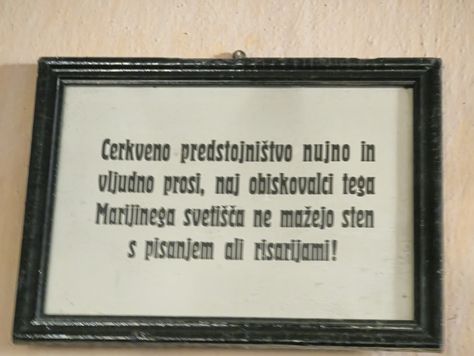 Cerkveno predstojništvo nujno in
vljudno prosi, naj obiskovalci tega
Marijinega svetišča ne mažejo sten
s pisanjem ali risarijami!